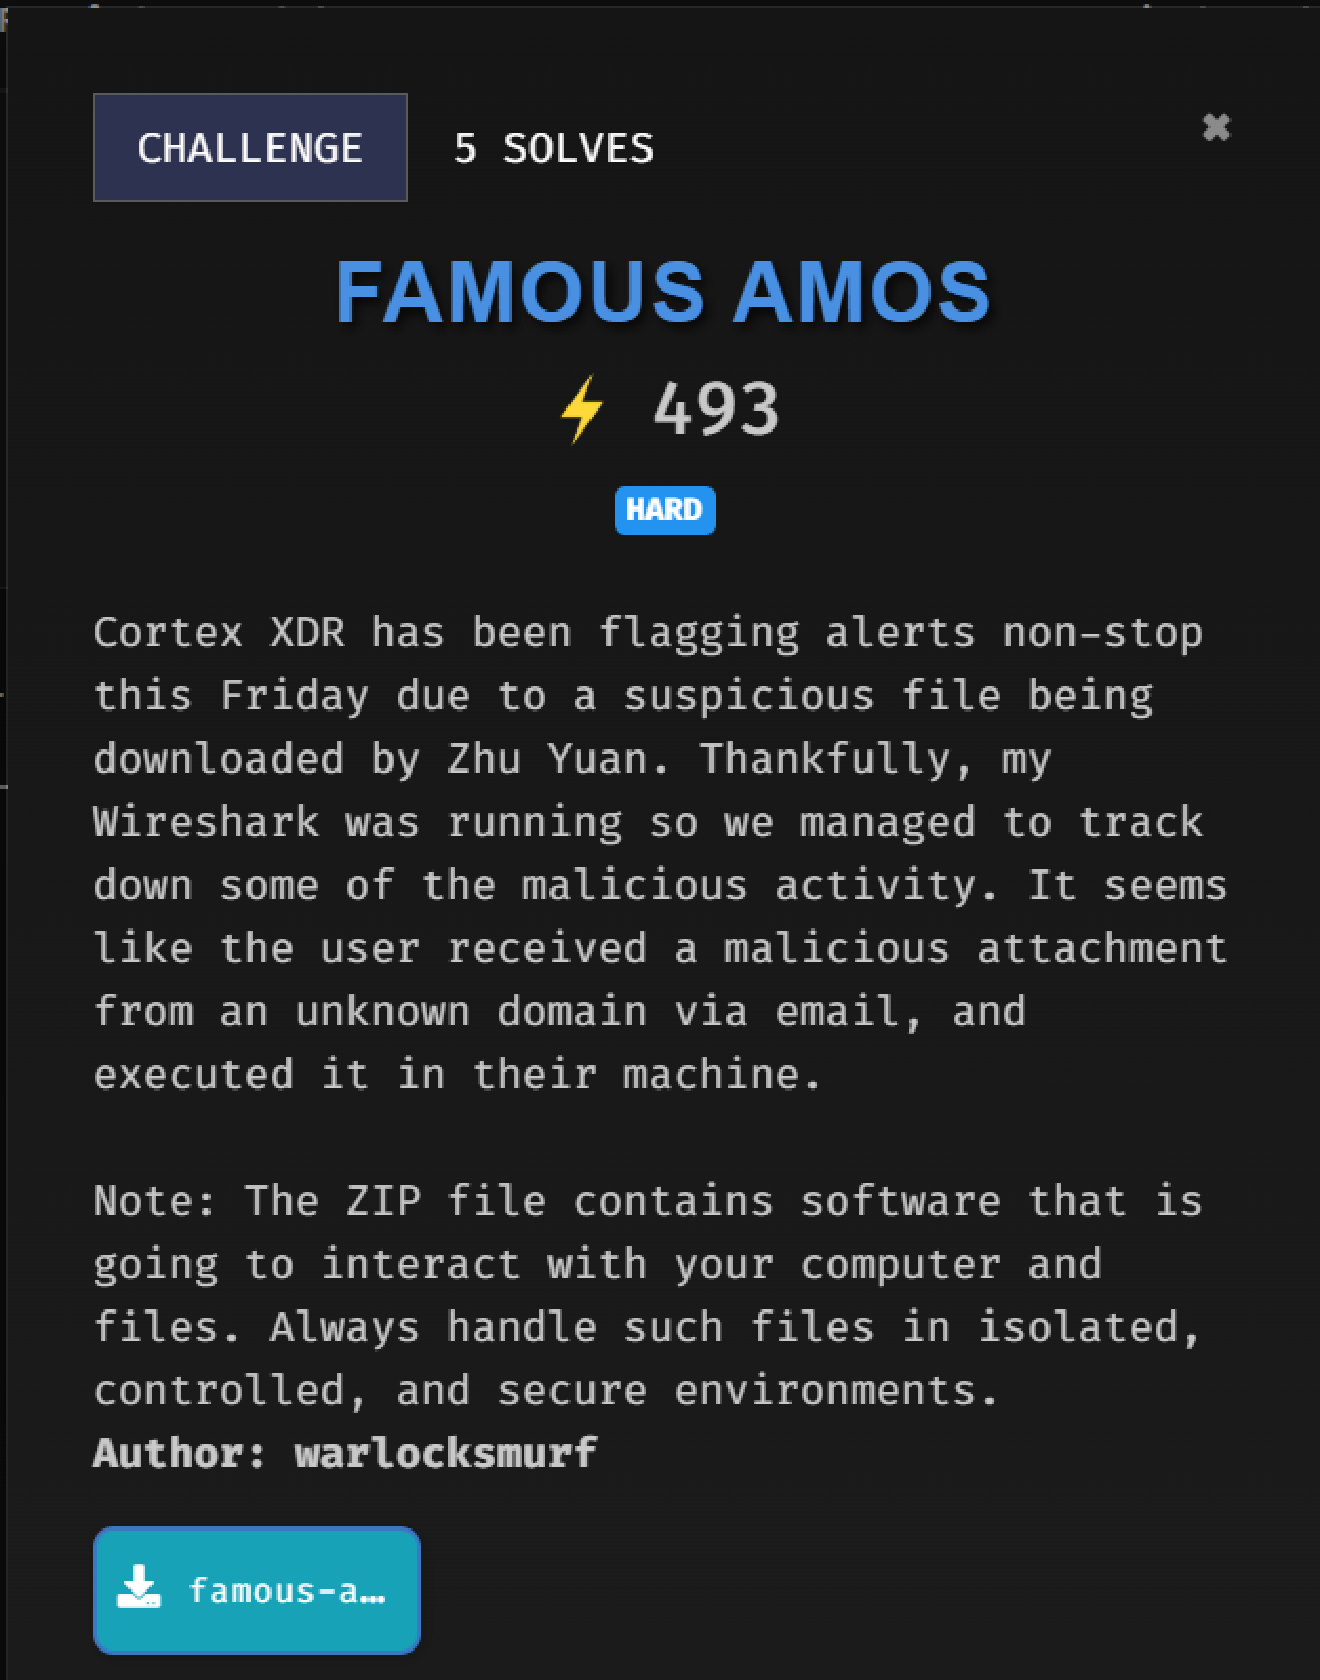 CHALLENGE 5 SOLVES ✖
FAMOUS AMOS
⚡ 493
HARD
Cortex XDR has been flagging alerts non-stop
this Friday due to a suspicious file being
downloaded by Zhu Yuan. Thankfully, my
Wireshark was running so we managed to track
down some of the malicious activity. It seems
like the user received a malicious attachment
from an unknown domain via email, and
executed it in their machine.
Note: The ZIP file contains software that is
going to interact with your computer and
files. Always handle such files in isolated,
controlled, and secure environments.
Author: warlocksmurf
famous-a…